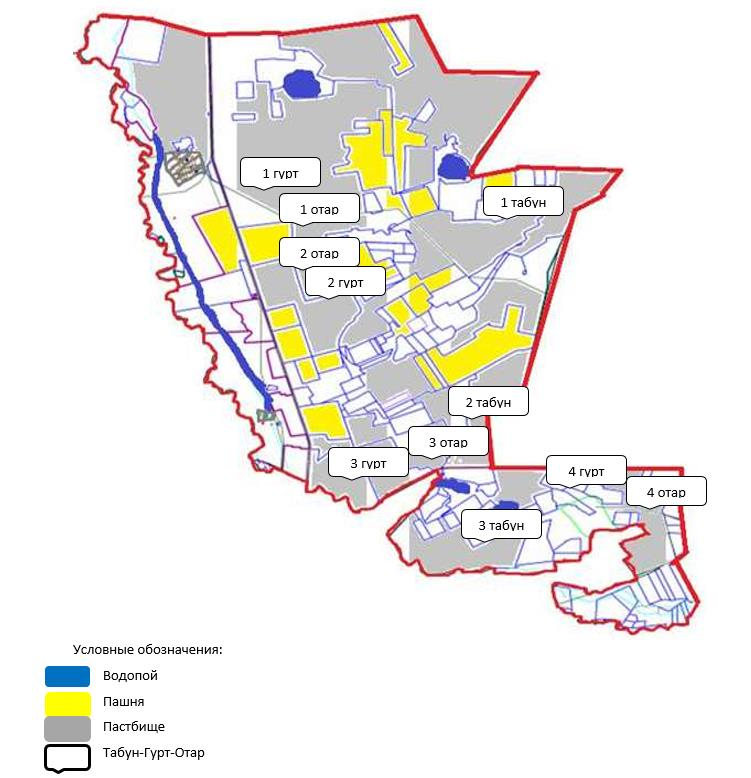 1 гурт
1 отар
1 табун
2 отар
2 гурт
2 табун
3 отар
3 гурт
4 гурт
4 отар
3 табун
Условные обозначения:
Водопой
Пашня
Пастбище
Табун-Гурт-Отар